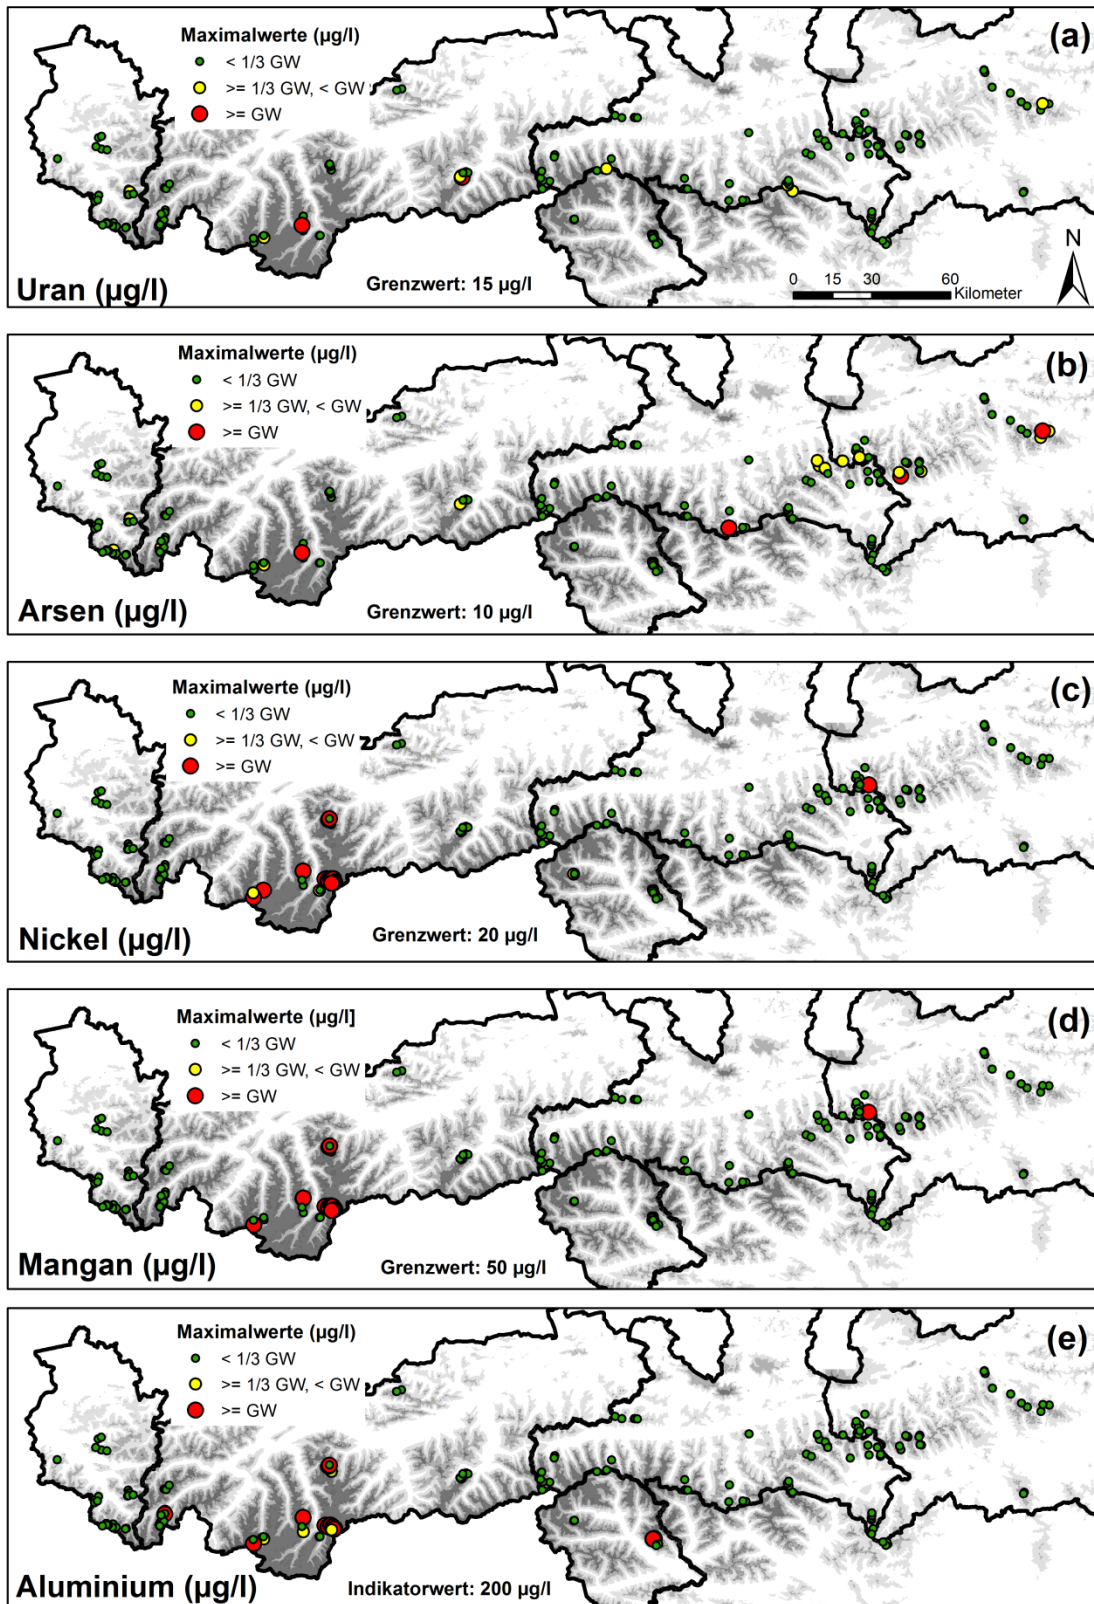 (a)
Maximalwerte (µg/l)
< 1/3 GW
>= 1/3 GW, < GW
>= GW
N
Uran (µg/l)
Grenzwert: 15 µg/l
0 15 30 60
Kilometer
(b)
Maximalwerte (µg/l)
< 1/3 GW
>= 1/3 GW, < GW
>= GW
Arsen (µg/l)
Grenzwert: 10 µg/l
(c)
Maximalwerte (µg/l)
< 1/3 GW
>= 1/3 GW, < GW
>= GW
Nickel (µg/l)
Grenzwert: 20 µg/l
(d)
Maximalwerte (µg/l]
< 1/3 GW
>= 1/3 GW, < GW
>= GW
Mangan (µg/l)
Grenzwert: 50 µg/l
(e)
Maximalwerte (µg/l)
< 1/3 GW
>= 1/3 GW, < GW
>= GW
Aluminium (µg/l)
Indikatorwert: 200 µg/l